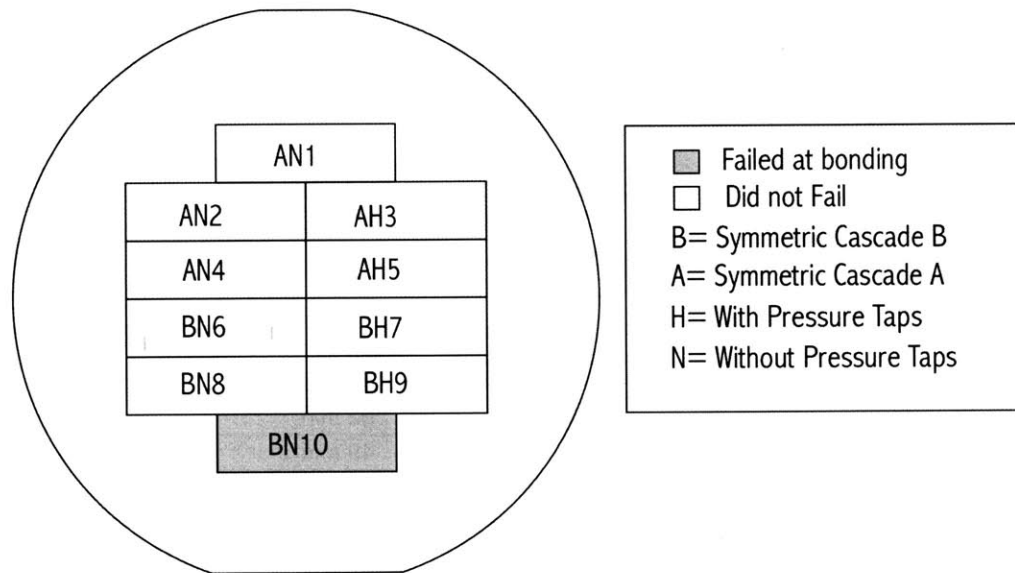 AN1
AN2 AH3
AN4 AH5
BN6 BH7
BN8 BH9
BN10
Failed at bonding
Did not Fail
B= Symmetric Cascade B
A= Symmetric Cascade A
H= With Pressure Taps
N= Without Pressure Taps